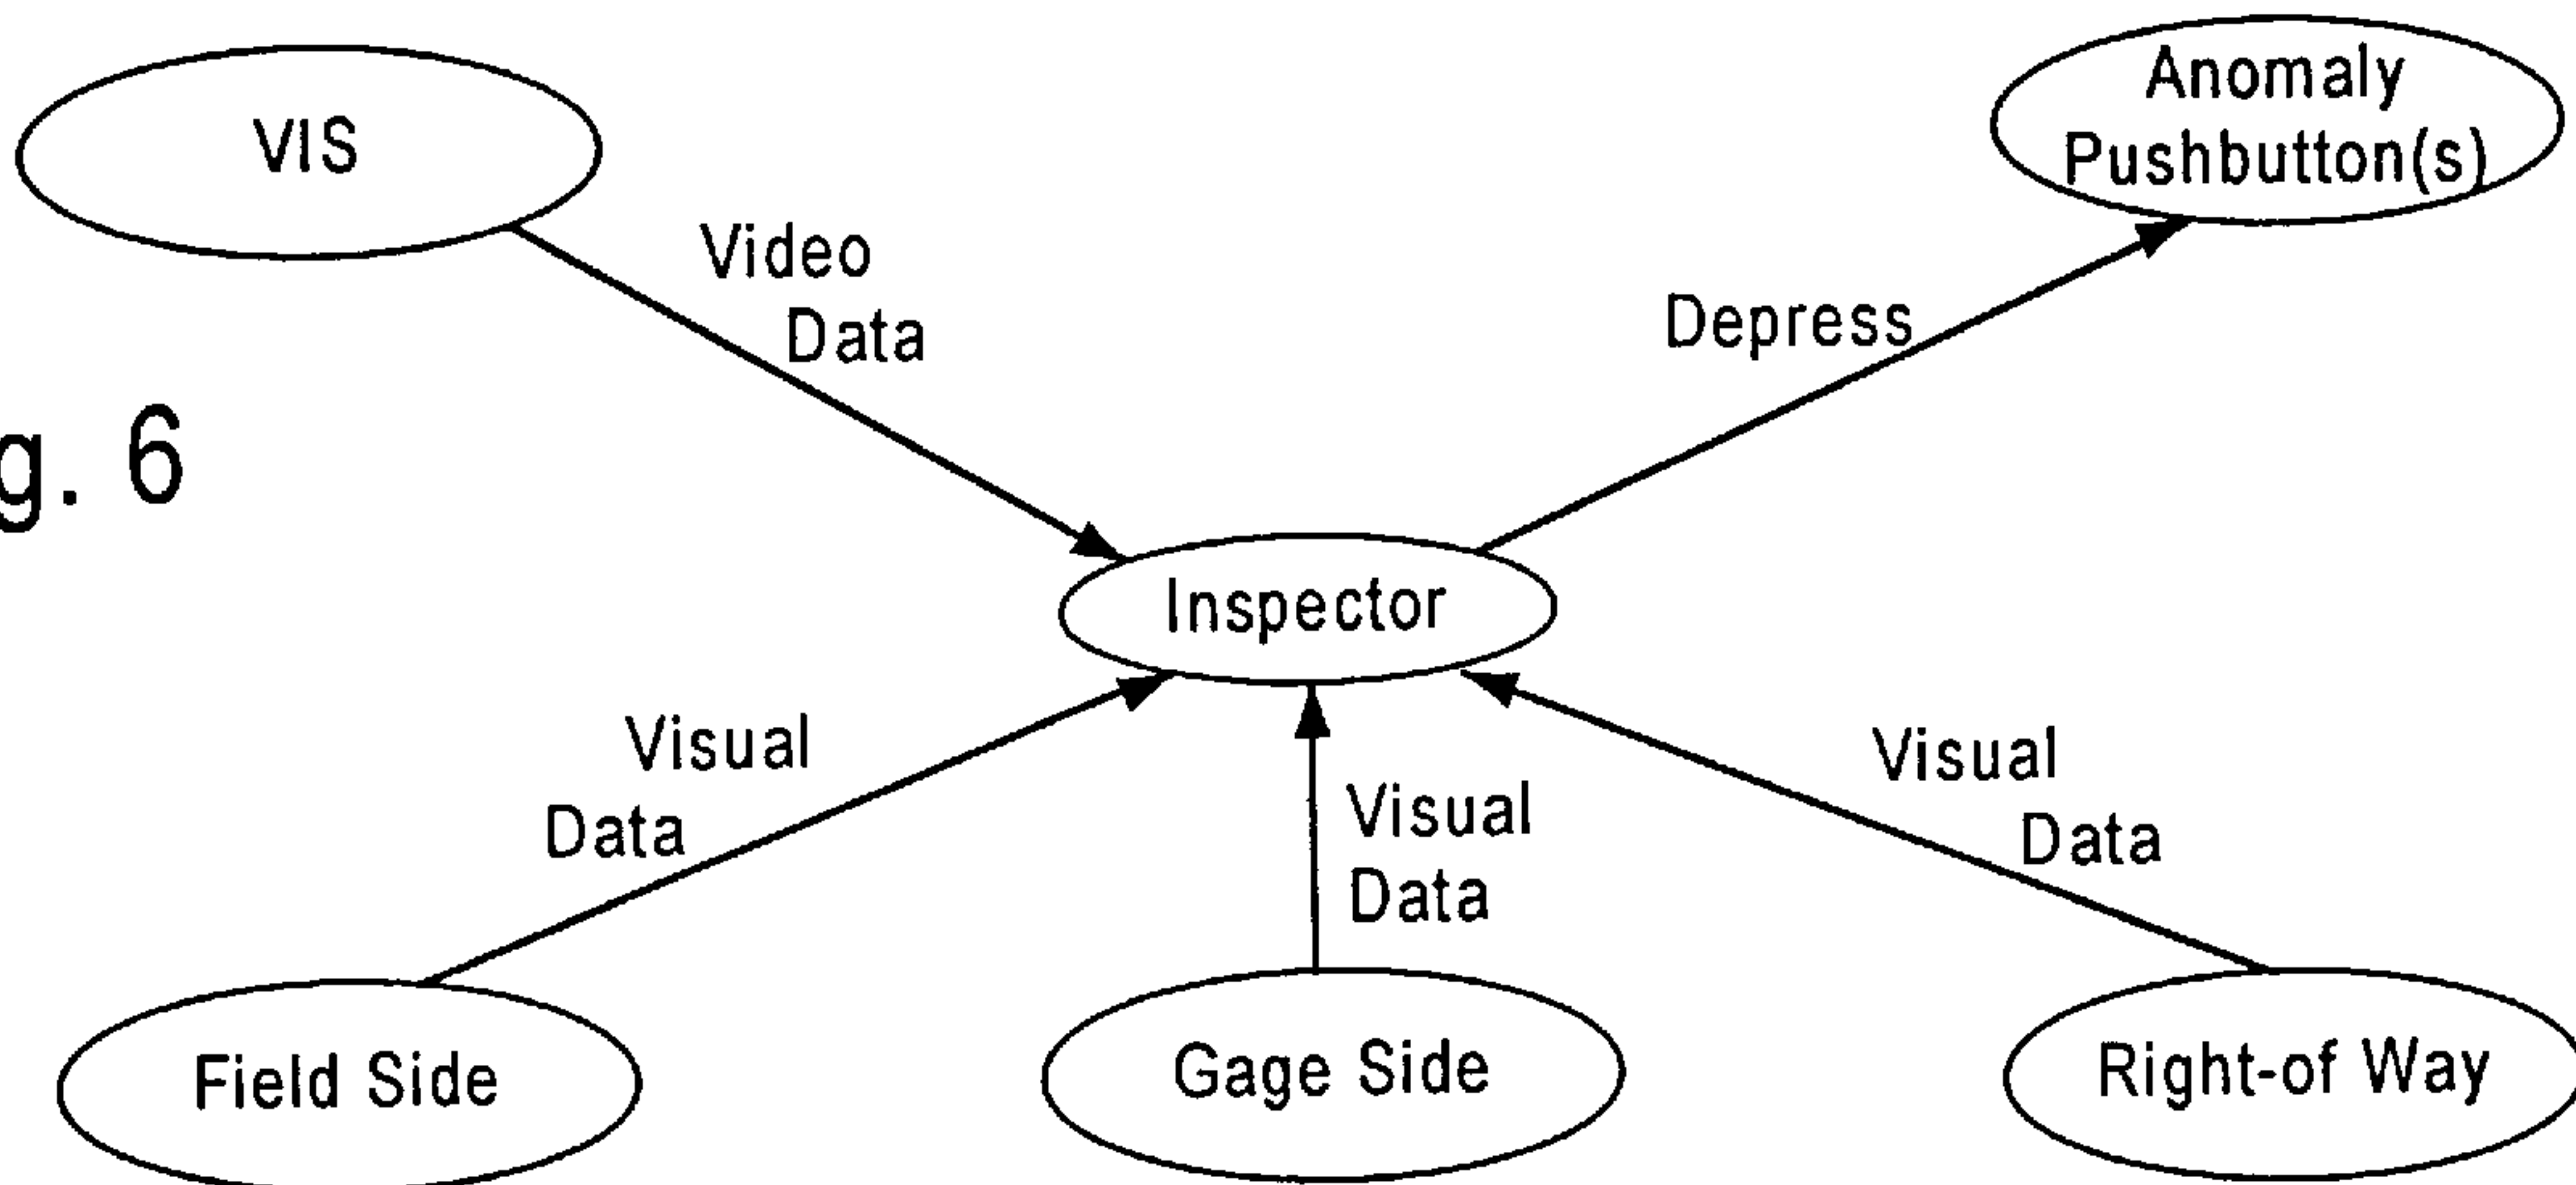 VIS
Anomaly
Pushbutton(s)
Video
Data
Depress
g. 6
Inspector
Visual
Data
Visual
Data
Visual
Data
Field Side
Gage Side
Right-of Way